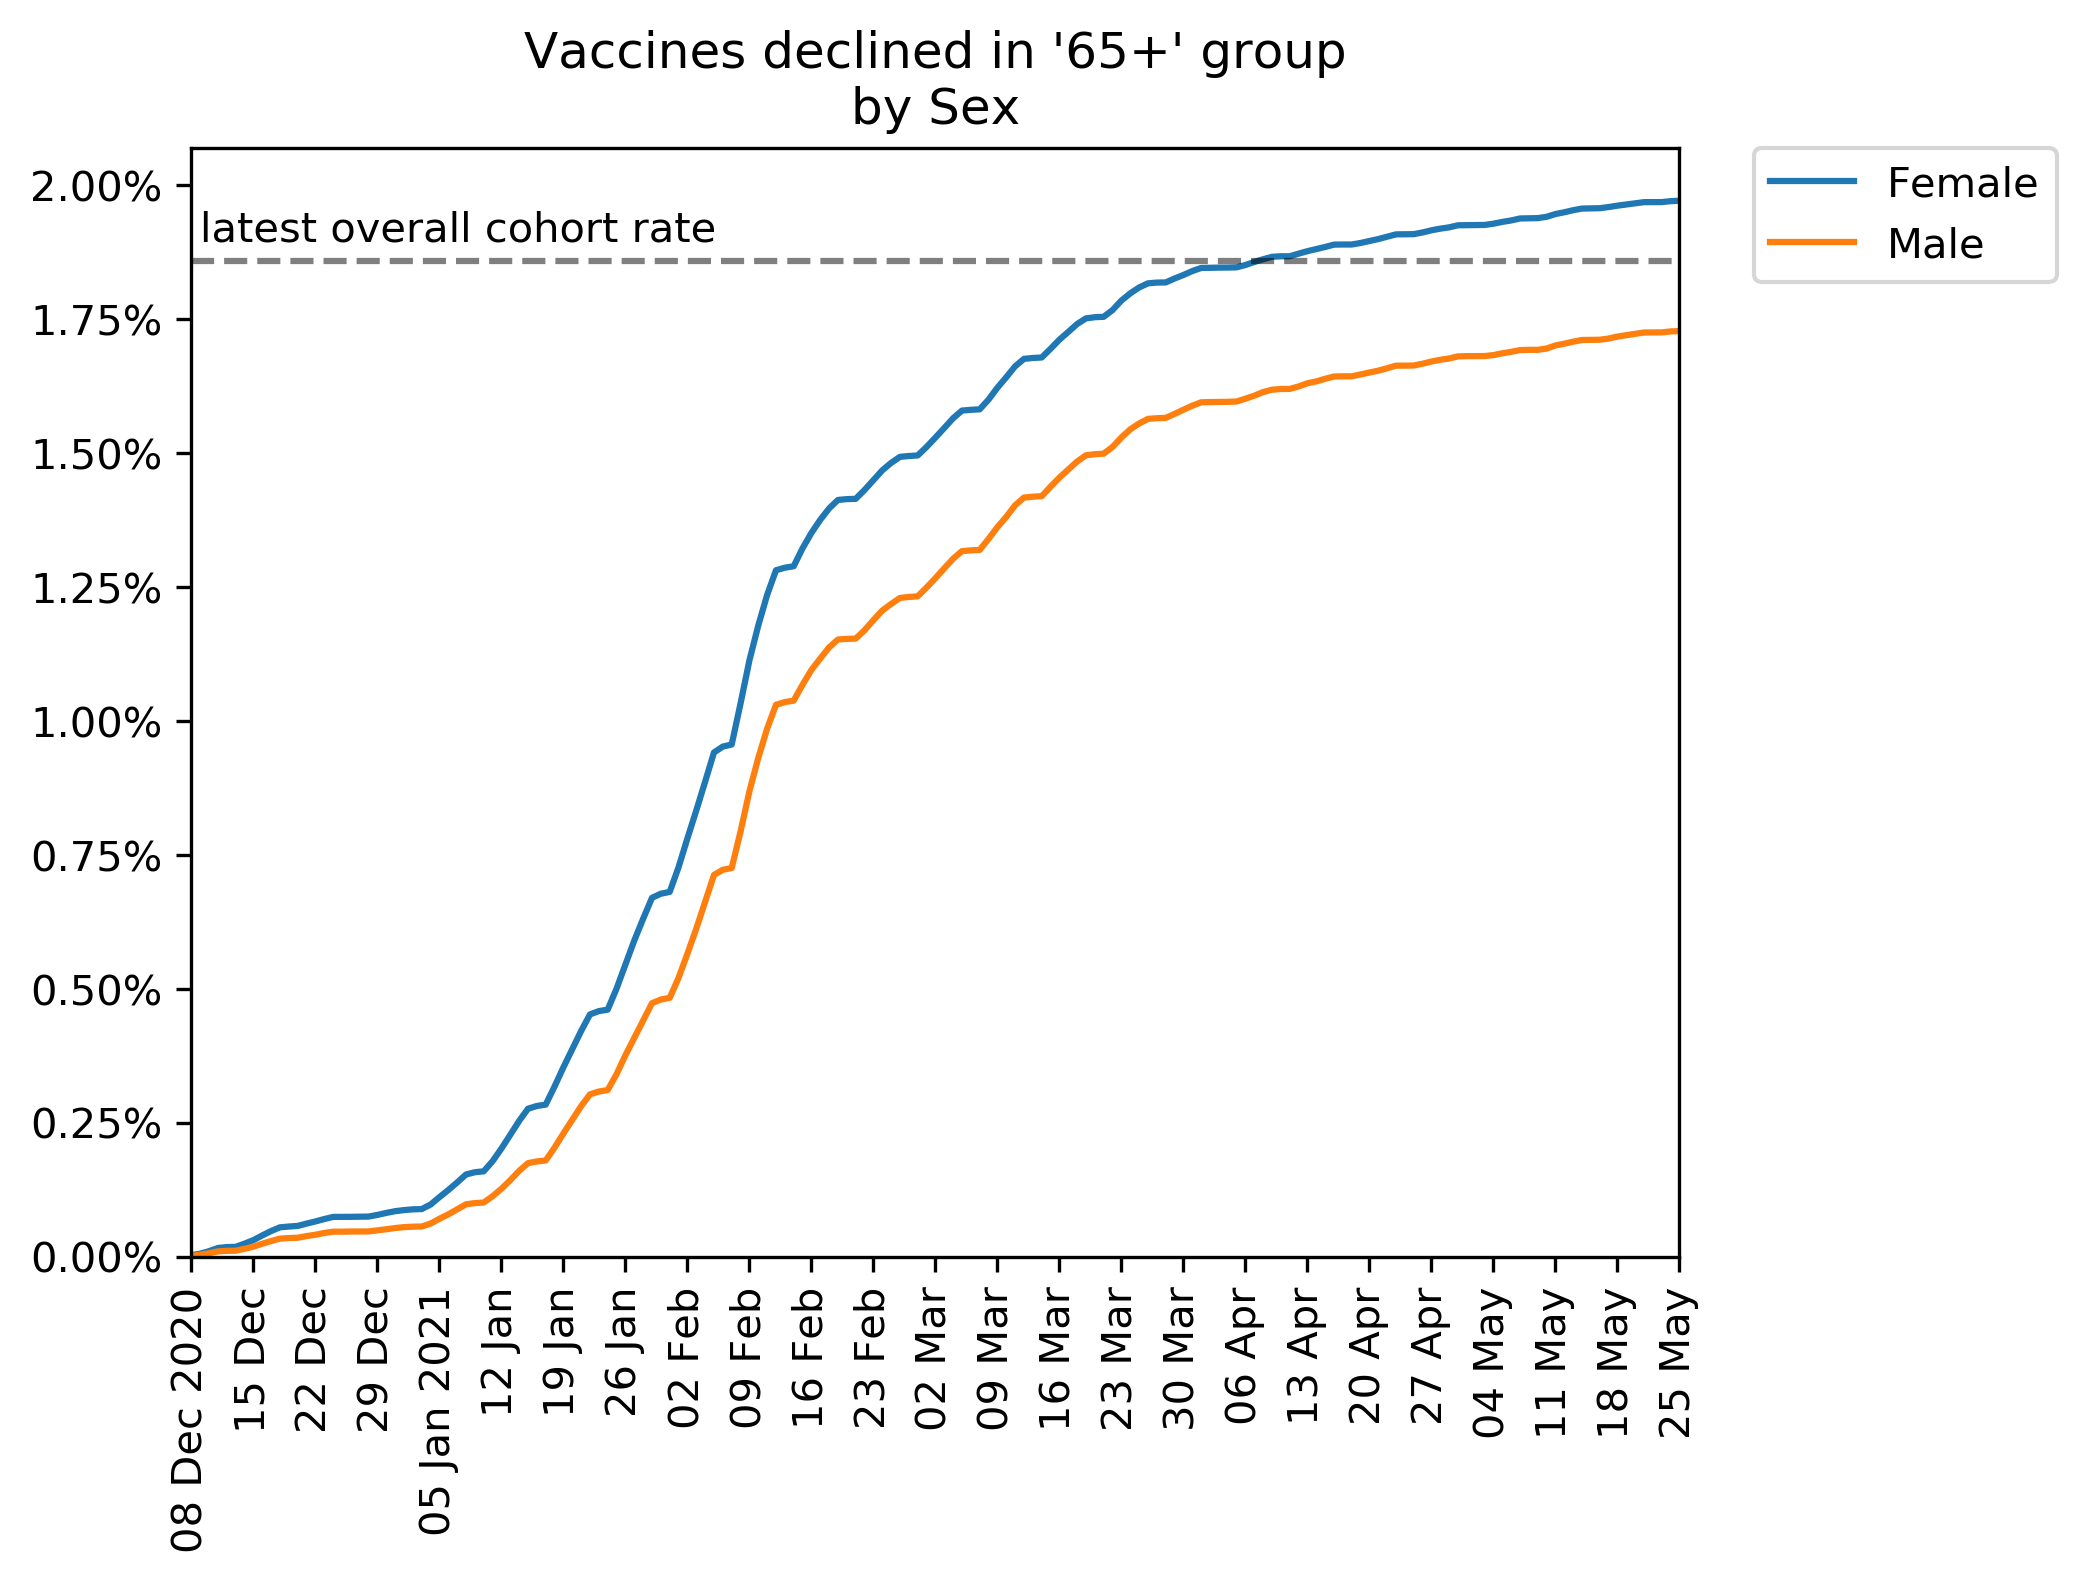 Vaccines declined in '65+' group
by Sex
2.00%
1.75%
1.50%
1.25%
1.00%
0.75%
0.50%
0.25%
0.00%
latest overall cohort rate
Female
Male
08 Dec 2020
15 Dec
22 Dec
29 Dec
05 Jan 2021
12 Jan
19 Jan
26 Jan
02 Feb
09 Feb
16 Feb
23 Feb
02 Mar
09 Mar
16 Mar
23 Mar
30 Mar
06 Apr
13 Apr
20 Apr
27 Apr
04 May
11 May
18 May
25 May